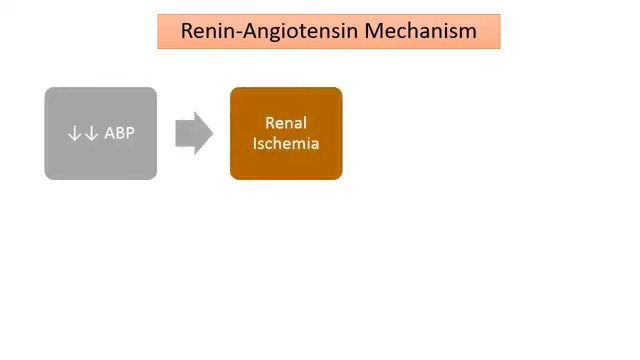 Renin-Angiotensin Mechanism
↓↓ ABP
Renal
Ischemia